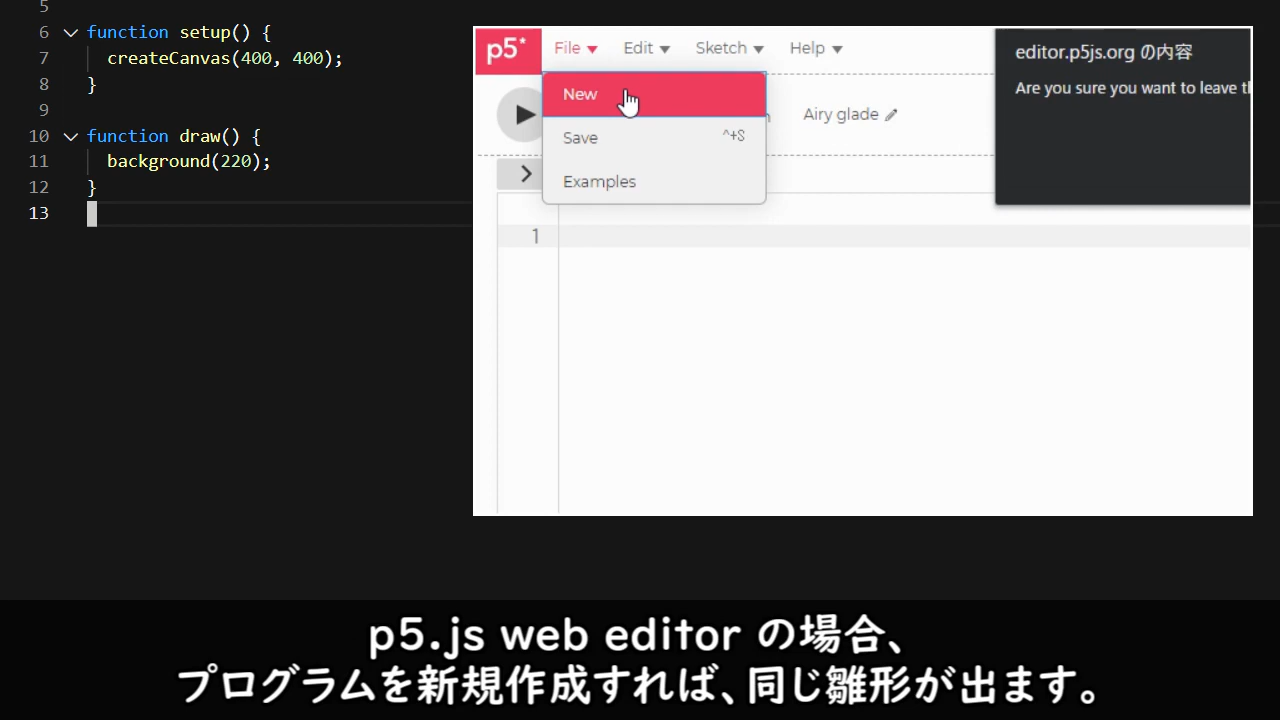 5
6 function setup() {
7 createCanvas(400, 400);
8 }
9
10 function draw() {
11 background(220);
12 }
13
p5* File Edit Sketch Help
New
Save ^+S
Examples
Airy glade
1
editor.p5js.org の内容
Are you sure you want to leave
p5.js web editor の場合、
プログラムを新規作成すれば、同じ雛形が出ます。